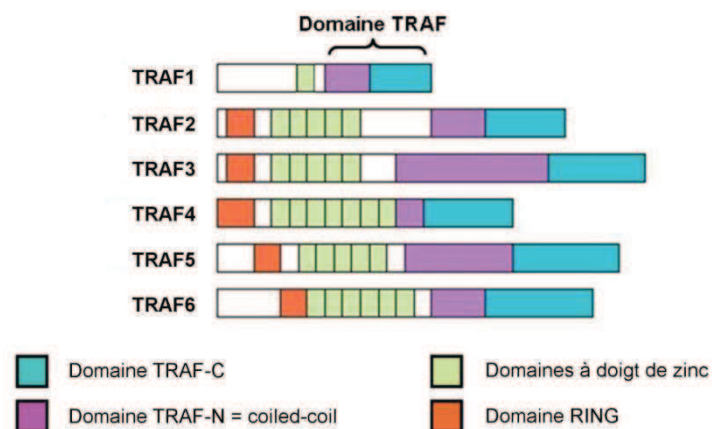 Domaine TRAF
TRAF1
TRAF2
TRAF3
TRAF4
TRAF5
TRAF6
Domaine TRAF-C
Domaines à doigt de zinc
Domaine TRAF-N = coiled-coil
Domaine RING